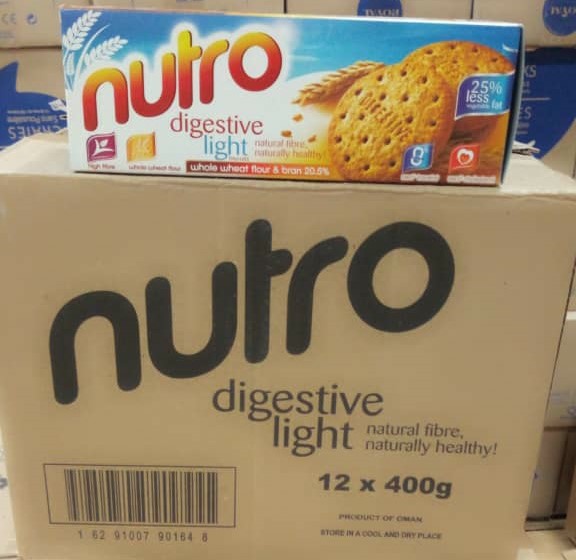 nutro
digestive
light
natural fibre,
naturally healthy!
25%
less
vegetable fat
high fibre
whole wheat flour
whole wheat flour & bran 20.5%
nutro
digestive
light
natural fibre,
naturally healthy!
12 x 400g
1 62 91007 90164 8
PRODUCT OF OMAN
STORE IN A COOL AND DRY PLACE